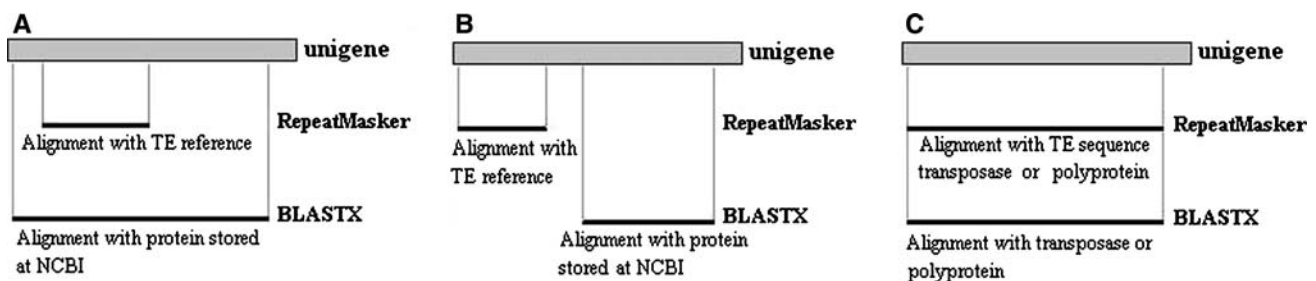 A
unigene
RepeatMasker
Alignment with TE reference
BLASTX
Alignment with protein stored
at NCBI
B
unigene
RepeatMasker
Alignment with
TE reference
BLASTX
Alignment with protein
stored at NCBI
C
unigene
RepeatMasker
Alignment with TE sequence
transposase or polyprotein
BLASTX
Alignment with transposase or
polyprotein